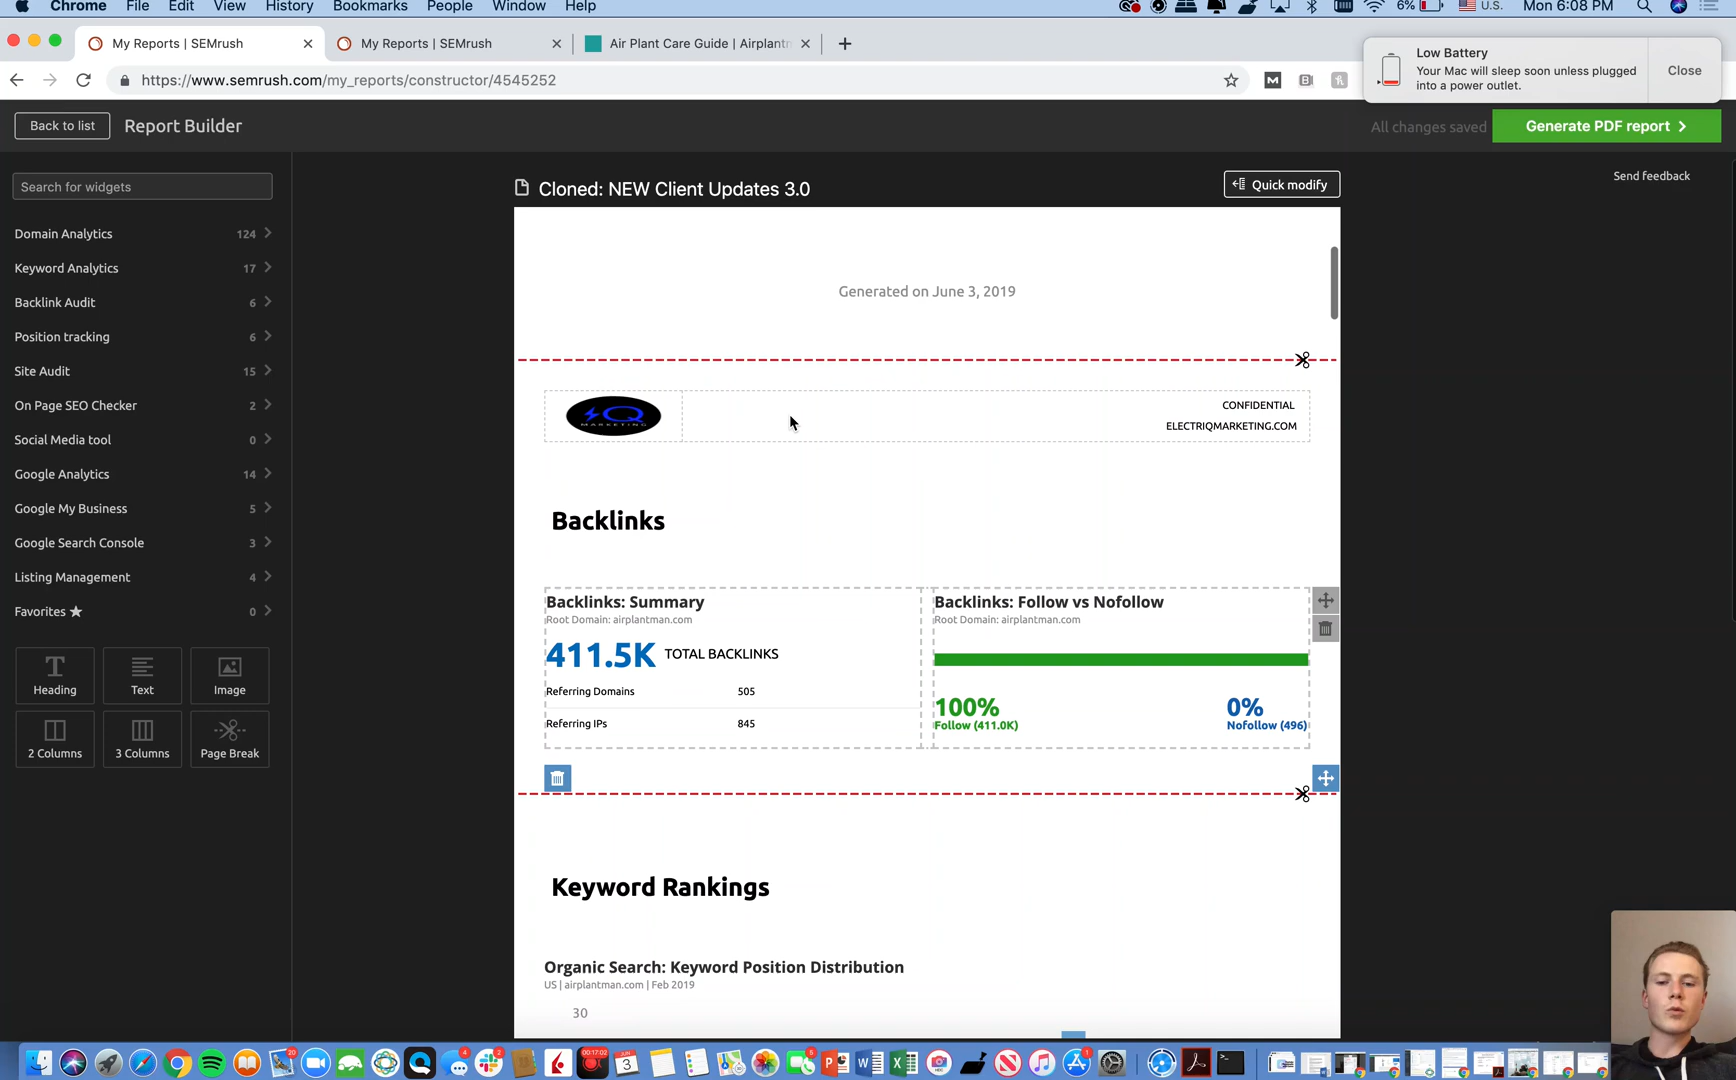 Chrome File Edit View History Bookmarks People Window Help
6% U.S. Mon 6:08 PM
My Reports | SEMrush
My Reports | SEMrush
Air Plant Care Guide | Airplantm
https://www.semrush.com/my_reports/constructor/4545252
Low Battery
Your Mac will sleep soon unless plugged
into a power outlet.
Close
Back to list
Report Builder
All changes saved
Generate PDF report
Search for widgets
Cloned: NEW Client Updates 3.0
Quick modify
Send feedback
Domain Analytics 124
Keyword Analytics 17
Backlink Audit 6
Position tracking 6
Site Audit 15
On Page SEO Checker 2
Social Media tool 0
Google Analytics 14
Google My Business 5
Google Search Console 3
Listing Management 4
Favorites 0
Heading
Text
Image
2 Columns
3 Columns
Page Break
Generated on June 3, 2019
Q
MARKETING
CONFIDENTIAL
ELECTRIQMARKETING.COM
Backlinks
Backlinks: Summary
Root Domain: airplantman.com
411.5K TOTAL BACKLINKS
Referring Domains 505
Referring IPs 845
Backlinks: Follow vs Nofollow
Root Domain: airplantman.com
100%
Follow (411.0K)
0%
Nofollow (496)
Keyword Rankings
Organic Search: Keyword Position Distribution
US | airplantman.com | Feb 2019
30